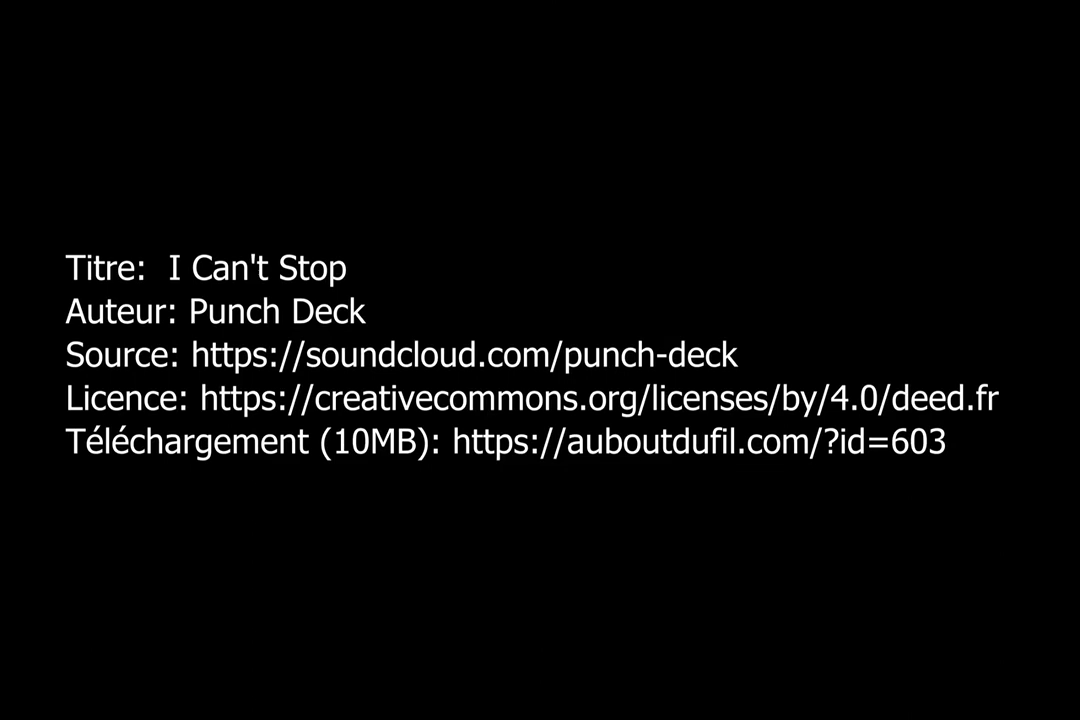 Titre:  I Can't Stop
Auteur: Punch Deck
Source: https://soundcloud.com/punch-deck
Licence: https://creativecommons.org/licenses/by/4.0/deed.fr
Téléchargement (10MB): https://auboutdufil.com/?id=603